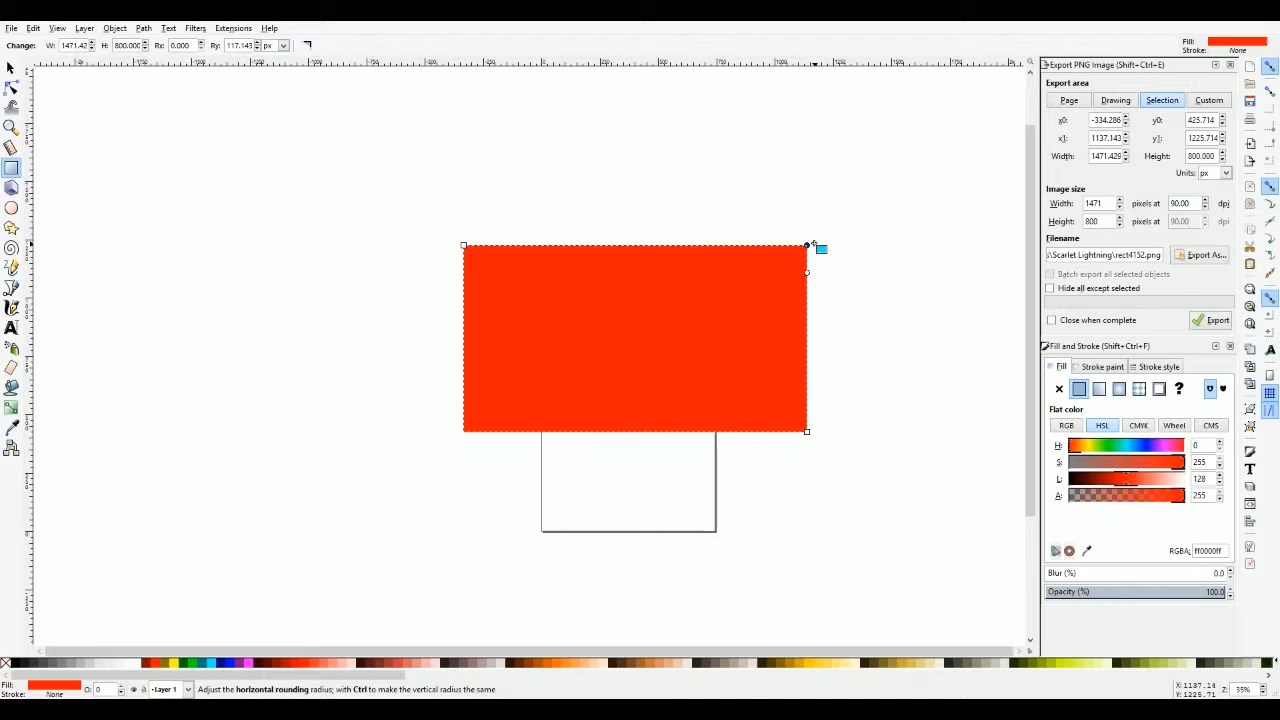 File Edit View Layer Object Path Text Filters Extensions Help
Change: W: 1471.42 H: 800.000 Rx: 0.000 Ry: 117.143 px
Fill:
Stroke: None
Export PNG Image (Shift+Ctrl+E)
Export area
Page Drawing Selection Custom
x0: -334.286 y0: 425.714
x1: 1137.143 y1: 1225.714
Width: 1471.429 Height: 800.000
Units: px
Image size
Width: 1471 pixels at 90.00 dpi
Height: 800 pixels at 90.00 dpi
Filename
s\Scarlet Lightning\rect4152.png Export As...
Batch export all selected objects
Hide all except selected
Close when complete Export
Fill and Stroke (Shift+Ctrl+F)
Fill Stroke paint Stroke style
Flat color
RGB HSL CMYK Wheel CMS
H: 0
S: 255
L: 128
A: 255
RGBA: ff0000ff
Blur (%) 0.0
Opacity (%) 100.0
Fill:
Stroke: None
O: 0
Layer 1
Adjust the horizontal rounding radius; with Ctrl to make the vertical radius the same
X: 1137.14
Y: 1225.71
Z: 35%